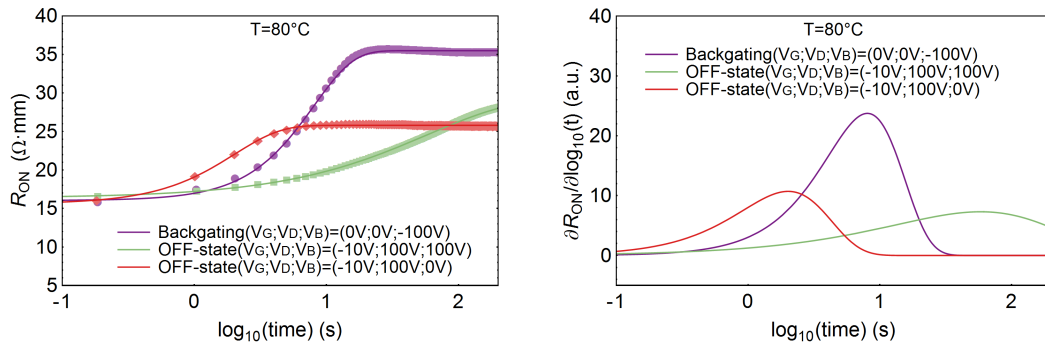 40
35
30
25
20
15
10
5
-1
0
1
2
R_ON (Ω·mm)
log10(time) (s)
T=80°C
Backgating(VG;VD;VB)=(0V;0V;-100V)
OFF-state(VG;VD;VB)=(-10V;100V;100V)
OFF-state(VG;VD;VB)=(-10V;100V;0V)
40
30
20
10
0
-1
0
1
2
∂R_ON/∂log10(t) (a.u.)
log10(time) (s)
T=80°C
Backgating(VG;VD;VB)=(0V;0V;-100V)
OFF-state(VG;VD;VB)=(-10V;100V;100V)
OFF-state(VG;VD;VB)=(-10V;100V;0V)